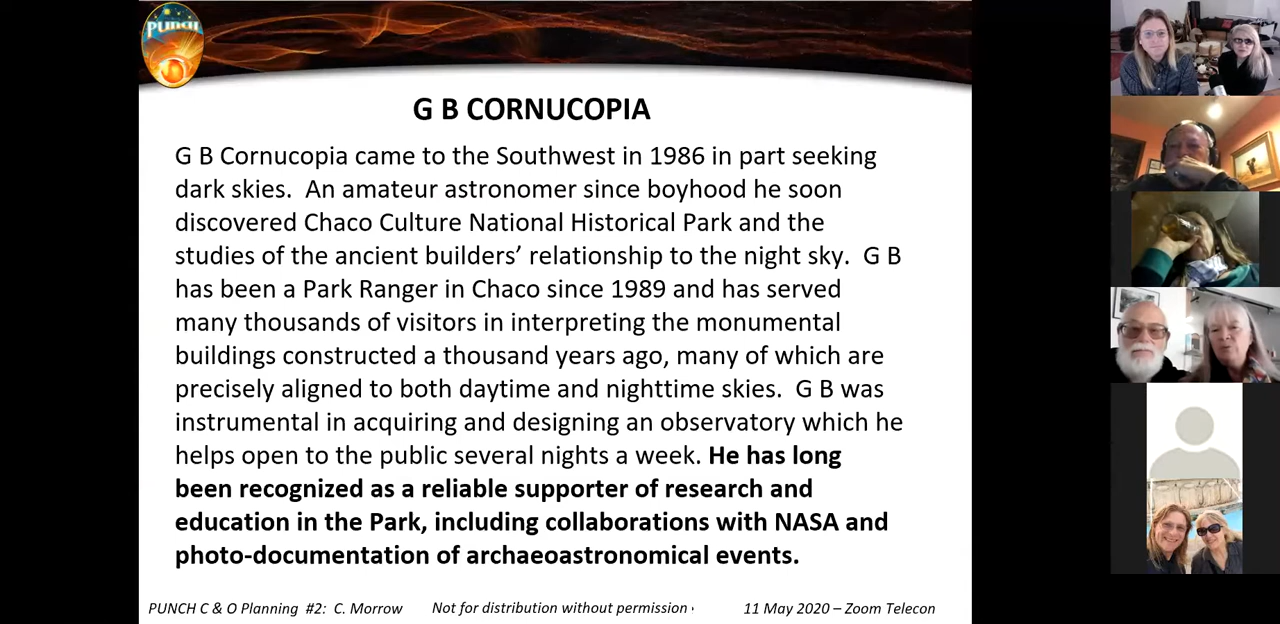 PUNCH
G B CORNUCOPIA
G B Cornucopia came to the Southwest in 1986 in part seeking
dark skies.  An amateur astronomer since boyhood he soon
discovered Chaco Culture National Historical Park and the
studies of the ancient builders’ relationship to the night sky.  G B
has been a Park Ranger in Chaco since 1989 and has served
many thousands of visitors in interpreting the monumental
buildings constructed a thousand years ago, many of which are
precisely aligned to both daytime and nighttime skies.  G B was
instrumental in acquiring and designing an observatory which he
helps open to the public several nights a week. He has long
been recognized as a reliable supporter of research and
education in the Park, including collaborations with NASA and
photo-documentation of archaeoastronomical events.
PUNCH C & O Planning  #2:  C. Morrow Not for distribution without permission 11 May 2020 – Zoom Telecon